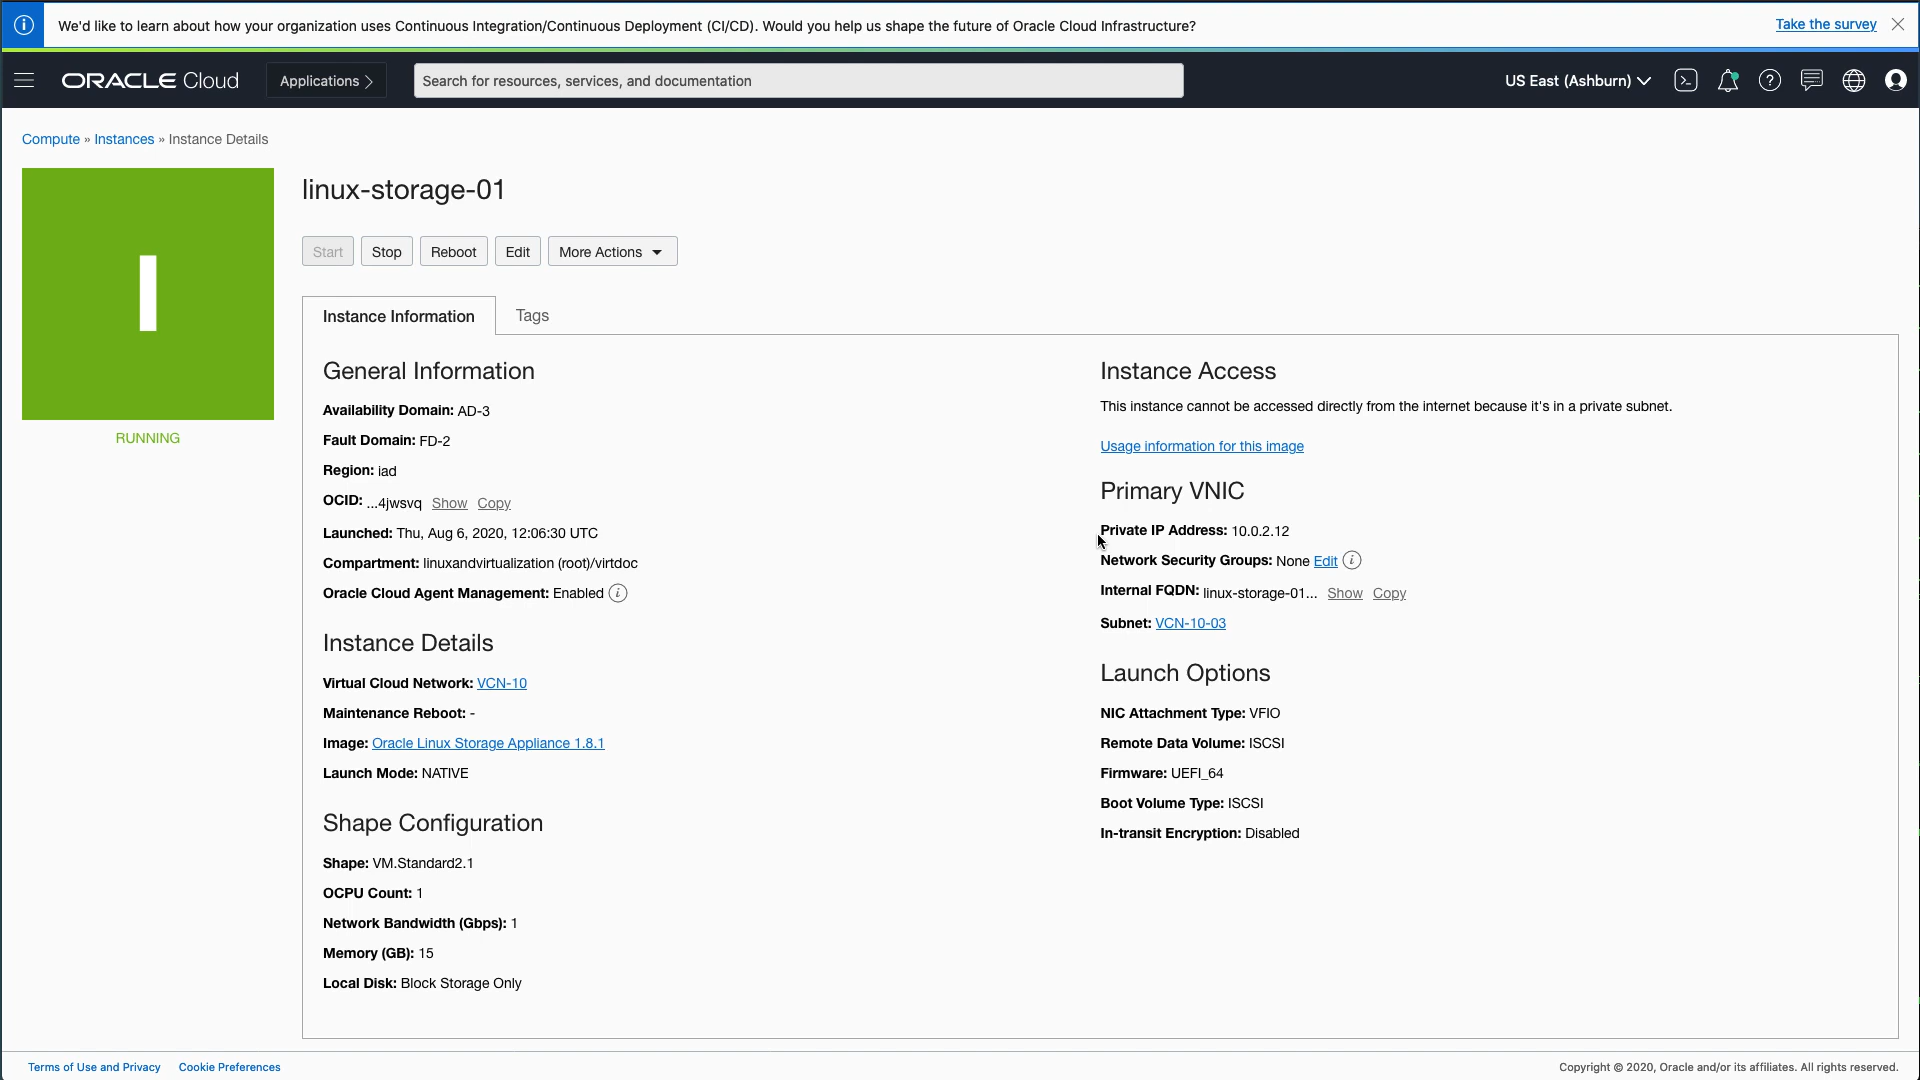 We'd like to learn about how your organization uses Continuous Integration/Continuous Deployment (CI/CD). Would you help us shape the future of Oracle Cloud Infrastructure?
Take the survey
ORACLE Cloud
Applications
Search for resources, services, and documentation
US East (Ashburn)
Compute » Instances » Instance Details
I
RUNNING
linux-storage-01
Start
Stop
Reboot
Edit
More Actions
Instance Information
Tags
General Information
Availability Domain: AD-3
Fault Domain: FD-2
Region: iad
OCID: ...4jwsvq Show Copy
Launched: Thu, Aug 6, 2020, 12:06:30 UTC
Compartment: linuxandvirtualization (root)/virtdoc
Oracle Cloud Agent Management: Enabled
Instance Details
Virtual Cloud Network: VCN-10
Maintenance Reboot: -
Image: Oracle Linux Storage Appliance 1.8.1
Launch Mode: NATIVE
Shape Configuration
Shape: VM.Standard2.1
OCPU Count: 1
Network Bandwidth (Gbps): 1
Memory (GB): 15
Local Disk: Block Storage Only
Instance Access
This instance cannot be accessed directly from the internet because it's in a private subnet.
Usage information for this image
Primary VNIC
Private IP Address: 10.0.2.12
Network Security Groups: None Edit
Internal FQDN: linux-storage-01... Show Copy
Subnet: VCN-10-03
Launch Options
NIC Attachment Type: VFIO
Remote Data Volume: ISCSI
Firmware: UEFI_64
Boot Volume Type: ISCSI
In-transit Encryption: Disabled
Terms of Use and Privacy
Cookie Preferences
Copyright © 2020, Oracle and/or its affiliates. All rights reserved.